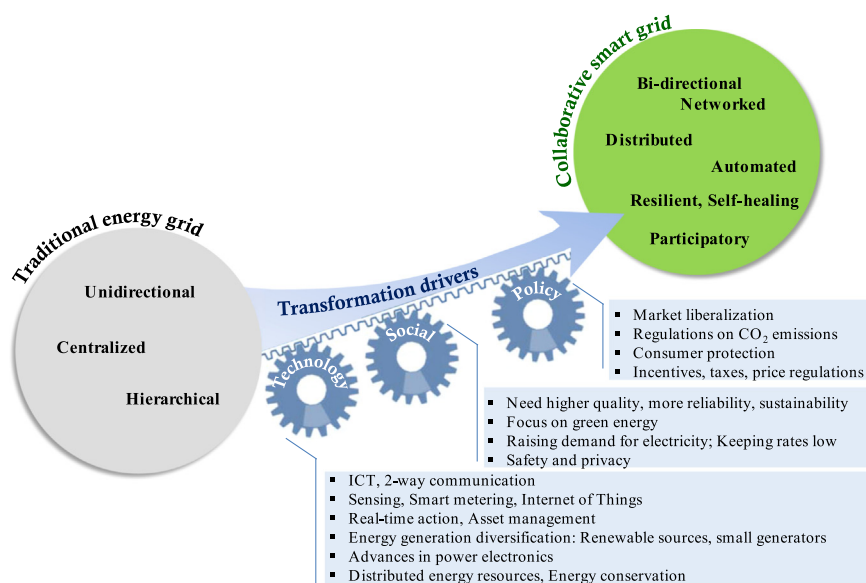 Collaborative smart grid
Bi-directional
Networked
Distributed
Automated
Resilient, Self-healing
Participatory
Traditional energy grid
Unidirectional
Centralized
Hierarchical
Transformation drivers
Policy
Social
Technology
▪ Market liberalization
▪ Regulations on CO₂ emissions
▪ Consumer protection
▪ Incentives, taxes, price regulations
▪ Need higher quality, more reliability, sustainability
▪ Focus on green energy
▪ Raising demand for electricity; Keeping rates low
▪ Safety and privacy
▪ ICT, 2-way communication
▪ Sensing, Smart metering, Internet of Things
▪ Real-time action, Asset management
▪ Energy generation diversification: Renewable sources, small generators
▪ Advances in power electronics
▪ Distributed energy resources, Energy conservation